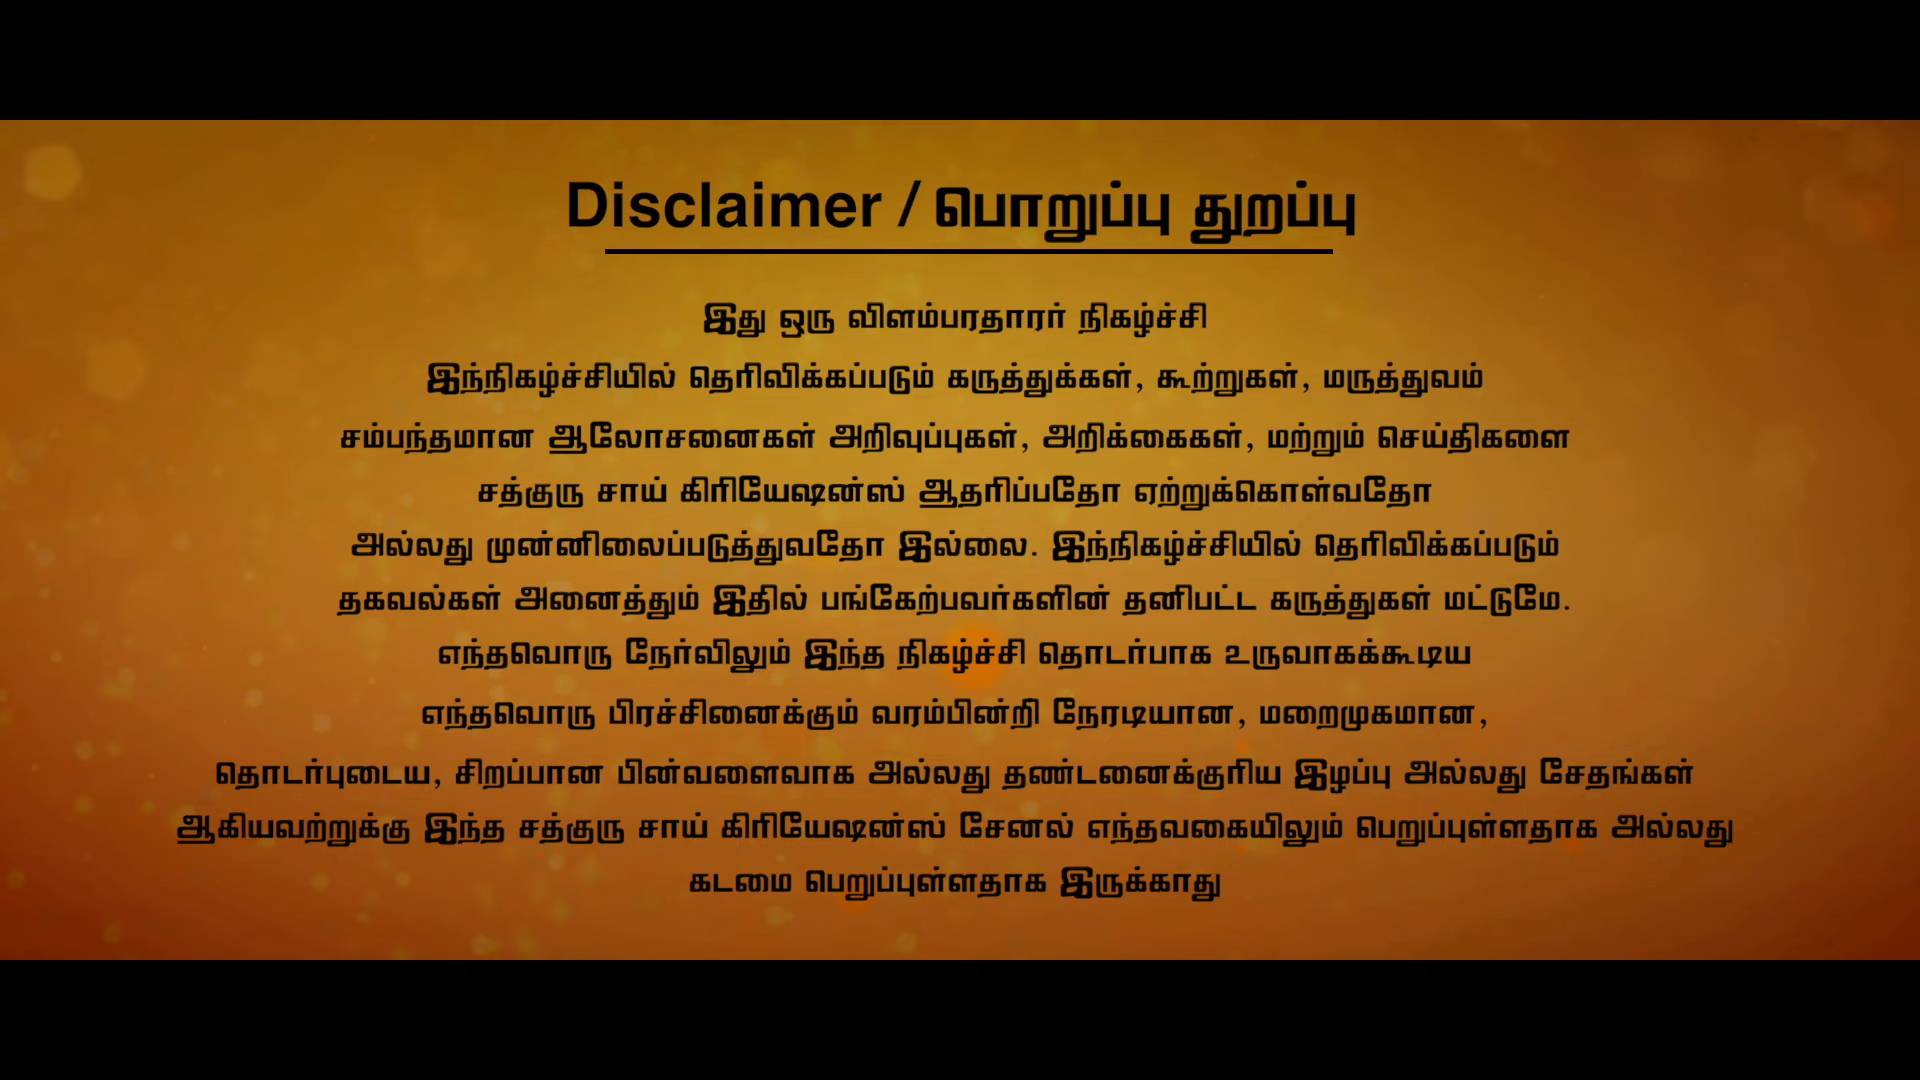 Disclaimer / பொறுப்பு துறப்பு
இது ஒரு விளம்பரதாரர் நிகழ்ச்சி
இந்நிகழ்ச்சியில் தெரிவிக்கப்படும் கருத்துக்கள், கூற்றுகள், மருத்துவம்
சம்பந்தமான ஆலோசனைகள் அறிவுப்புகள், அறிக்கைகள், மற்றும் செய்திகளை
சத்குரு சாய் கிரியேஷன்ஸ் ஆதரிப்பதோ ஏற்றுக்கொள்வதோ
அல்லது முன்னிலைப்படுத்துவதோ இல்லை. இந்நிகழ்ச்சியில் தெரிவிக்கப்படும்
தகவல்கள் அனைத்தும் இதில் பங்கேற்பவர்களின் தனிபட்ட கருத்துகள் மட்டுமே.
எந்தவொரு நேர்விலும் இந்த நிகழ்ச்சி தொடர்பாக உருவாகக்கூடிய
எந்தவொரு பிரச்சினைக்கும் வரம்பின்றி நேரடியான, மறைமுகமான,
தொடர்புடைய, சிறப்பான பின்வளைவாக அல்லது தண்டனைக்குரிய இழப்பு அல்லது சேதங்கள்
ஆகியவற்றுக்கு இந்த சத்குரு சாய் கிரியேஷன்ஸ் சேனல் எந்தவகையிலும் பெறுப்புள்ளதாக அல்லது
கடமை பெறுப்புள்ளதாக இருக்காது